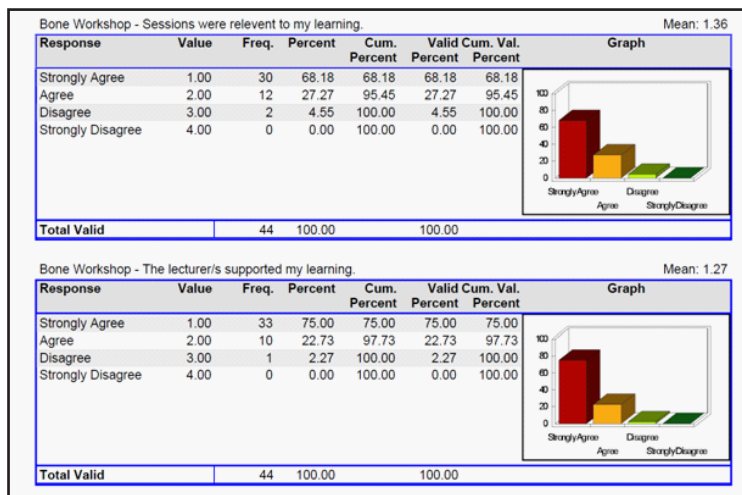 Bone Workshop - Sessions were relevent to my learning. Mean: 1.36
Response Value Freq. Percent Cum. Percent Valid Percent Cum. Val. Percent Graph
Strongly Agree 1.00 30 68.18 68.18 68.18 68.18
Agree 2.00 12 27.27 95.45 27.27 95.45
Disagree 3.00 2 4.55 100.00 4.55 100.00
Strongly Disagree 4.00 0 0.00 100.00 0.00 100.00
100
80
60
40
20
0
Strongly Agree Disagree
Agree Strongly Disagree
Total Valid 44 100.00 100.00
Bone Workshop - The lecturer/s supported my learning. Mean: 1.27
Response Value Freq. Percent Cum. Percent Valid Percent Cum. Val. Percent Graph
Strongly Agree 1.00 33 75.00 75.00 75.00 75.00
Agree 2.00 10 22.73 97.73 22.73 97.73
Disagree 3.00 1 2.27 100.00 2.27 100.00
Strongly Disagree 4.00 0 0.00 100.00 0.00 100.00
100
80
60
40
20
0
Strongly Agree Disagree
Agree Strongly Disagree
Total Valid 44 100.00 100.00